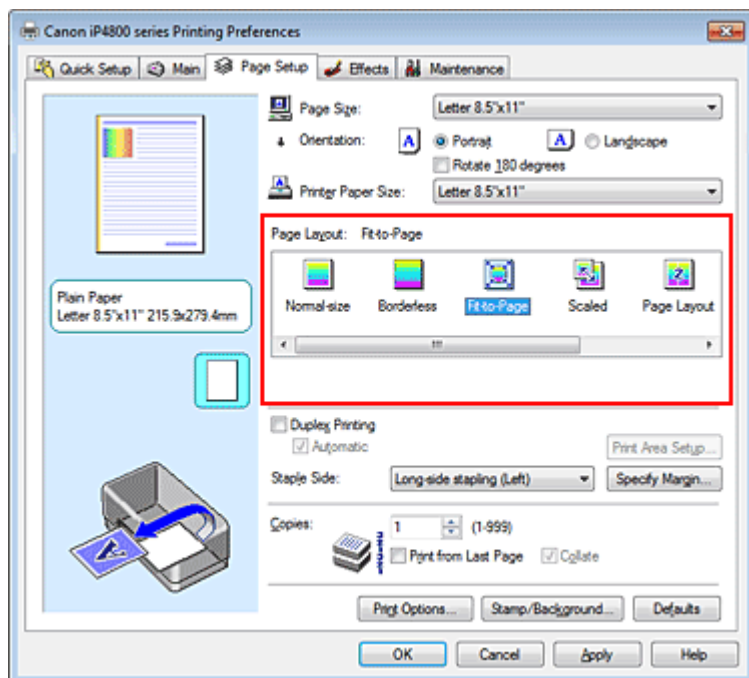 Canon iP4800 series Printing Preferences
Quick Setup Main Page Setup Effects Maintenance
Page Size: Letter 8.5"x11"
Orientation: A Portrait A Landscape
Rotate 180 degrees
Printer Paper Size: Letter 8.5"x11"
Page Layout: Fit-to-Page
Normal-size Borderless Fit-to-Page Scaled Page Layout
Plain Paper
Letter 8.5"x11" 215.9x279.4mm
Duplex Printing
Automatic Print Area Setup...
Staple Side: Long-side stapling (Left) Specify Margin...
Copies: 1 (1-999)
Print from Last Page Collate
Print Options... Stamp/Background... Defaults
OK Cancel Apply Help